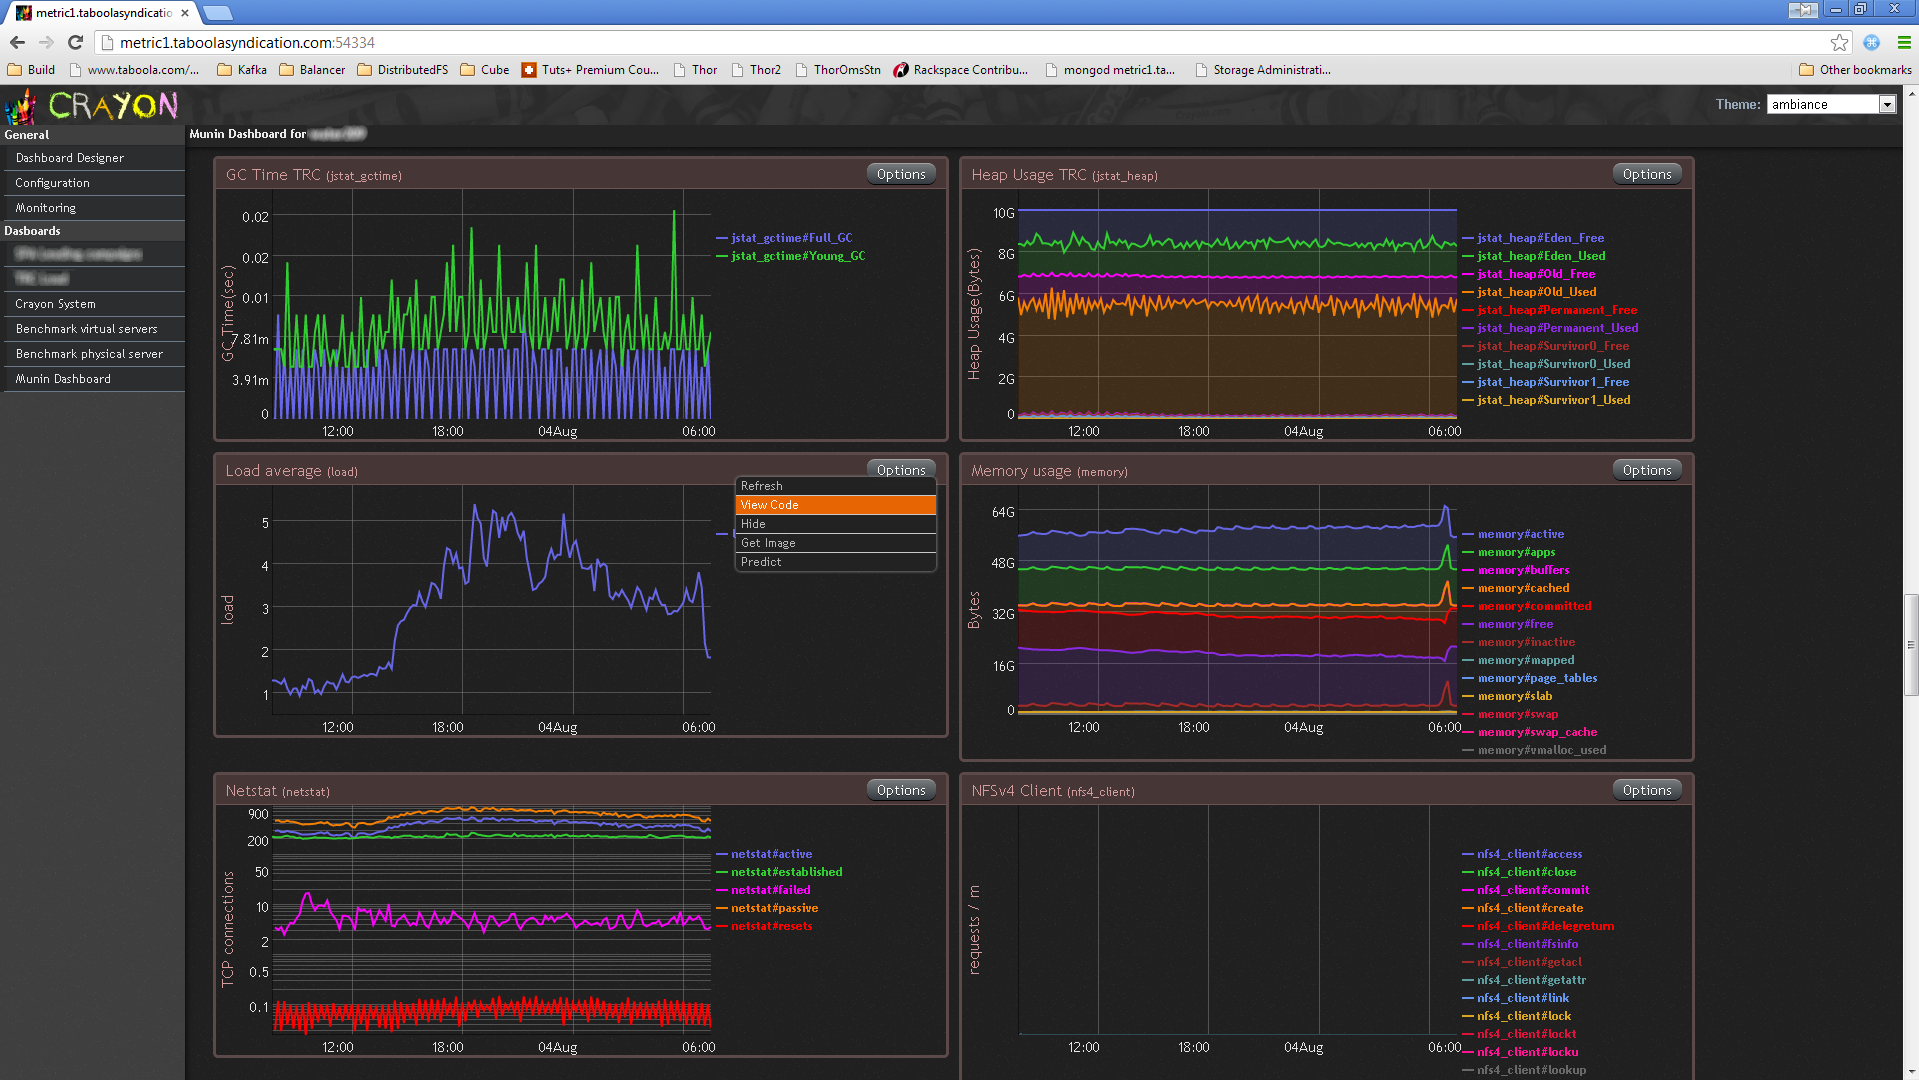 metric1.taboolasyndicatio
metric1.taboolasyndication.com:54334
Build www.taboola.com/... Kafka Balancer DistributedFS Cube Tuts+ Premium Cou... Thor Thor2 ThorOmsStn Rackspace Contribu... mongod metric1.ta... Storage Administrati... Other bookmarks
CRAYON
Theme: ambiance
General
Dashboard Designer
Configuration
Monitoring
Dasboards
Crayon System
Benchmark virtual servers
Benchmark physical server
Munin Dashboard
Munin Dashboard for
GC Time TRC (jstat_gctime)
Options
GC Time(sec)
0.02
0.02
0.01
7.81m
3.91m
0
12:00 18:00 04Aug 06:00
jstat_gctime#Full_GC
jstat_gctime#Young_GC
Heap Usage TRC (jstat_heap)
Options
Heap Usage(Bytes)
10G
8G
6G
4G
2G
0
12:00 18:00 04Aug 06:00
jstat_heap#Eden_Free
jstat_heap#Eden_Used
jstat_heap#Old_Free
jstat_heap#Old_Used
jstat_heap#Permanent_Free
jstat_heap#Permanent_Used
jstat_heap#Survivor0_Free
jstat_heap#Survivor0_Used
jstat_heap#Survivor1_Free
jstat_heap#Survivor1_Used
Load average (load)
Options
Refresh
View Code
Hide
Get Image
Predict
load
5
4
3
2
1
12:00 18:00 04Aug 06:00
Memory usage (memory)
Options
Bytes
64G
48G
32G
16G
0
12:00 18:00 04Aug 06:00
memory#active
memory#apps
memory#buffers
memory#cached
memory#committed
memory#free
memory#inactive
memory#mapped
memory#page_tables
memory#slab
memory#swap
memory#swap_cache
memory#vmalloc_used
Netstat (netstat)
Options
TCP connections
900
200
50
10
2
0.5
0.1
12:00 18:00 04Aug 06:00
netstat#active
netstat#established
netstat#failed
netstat#passive
netstat#resets
NFSv4 Client (nfs4_client)
Options
requests / m
12:00 18:00 04Aug 06:00
nfs4_client#access
nfs4_client#close
nfs4_client#commit
nfs4_client#create
nfs4_client#delegreturn
nfs4_client#fsinfo
nfs4_client#getacl
nfs4_client#getattr
nfs4_client#link
nfs4_client#lock
nfs4_client#lockt
nfs4_client#locku
nfs4_client#lookup